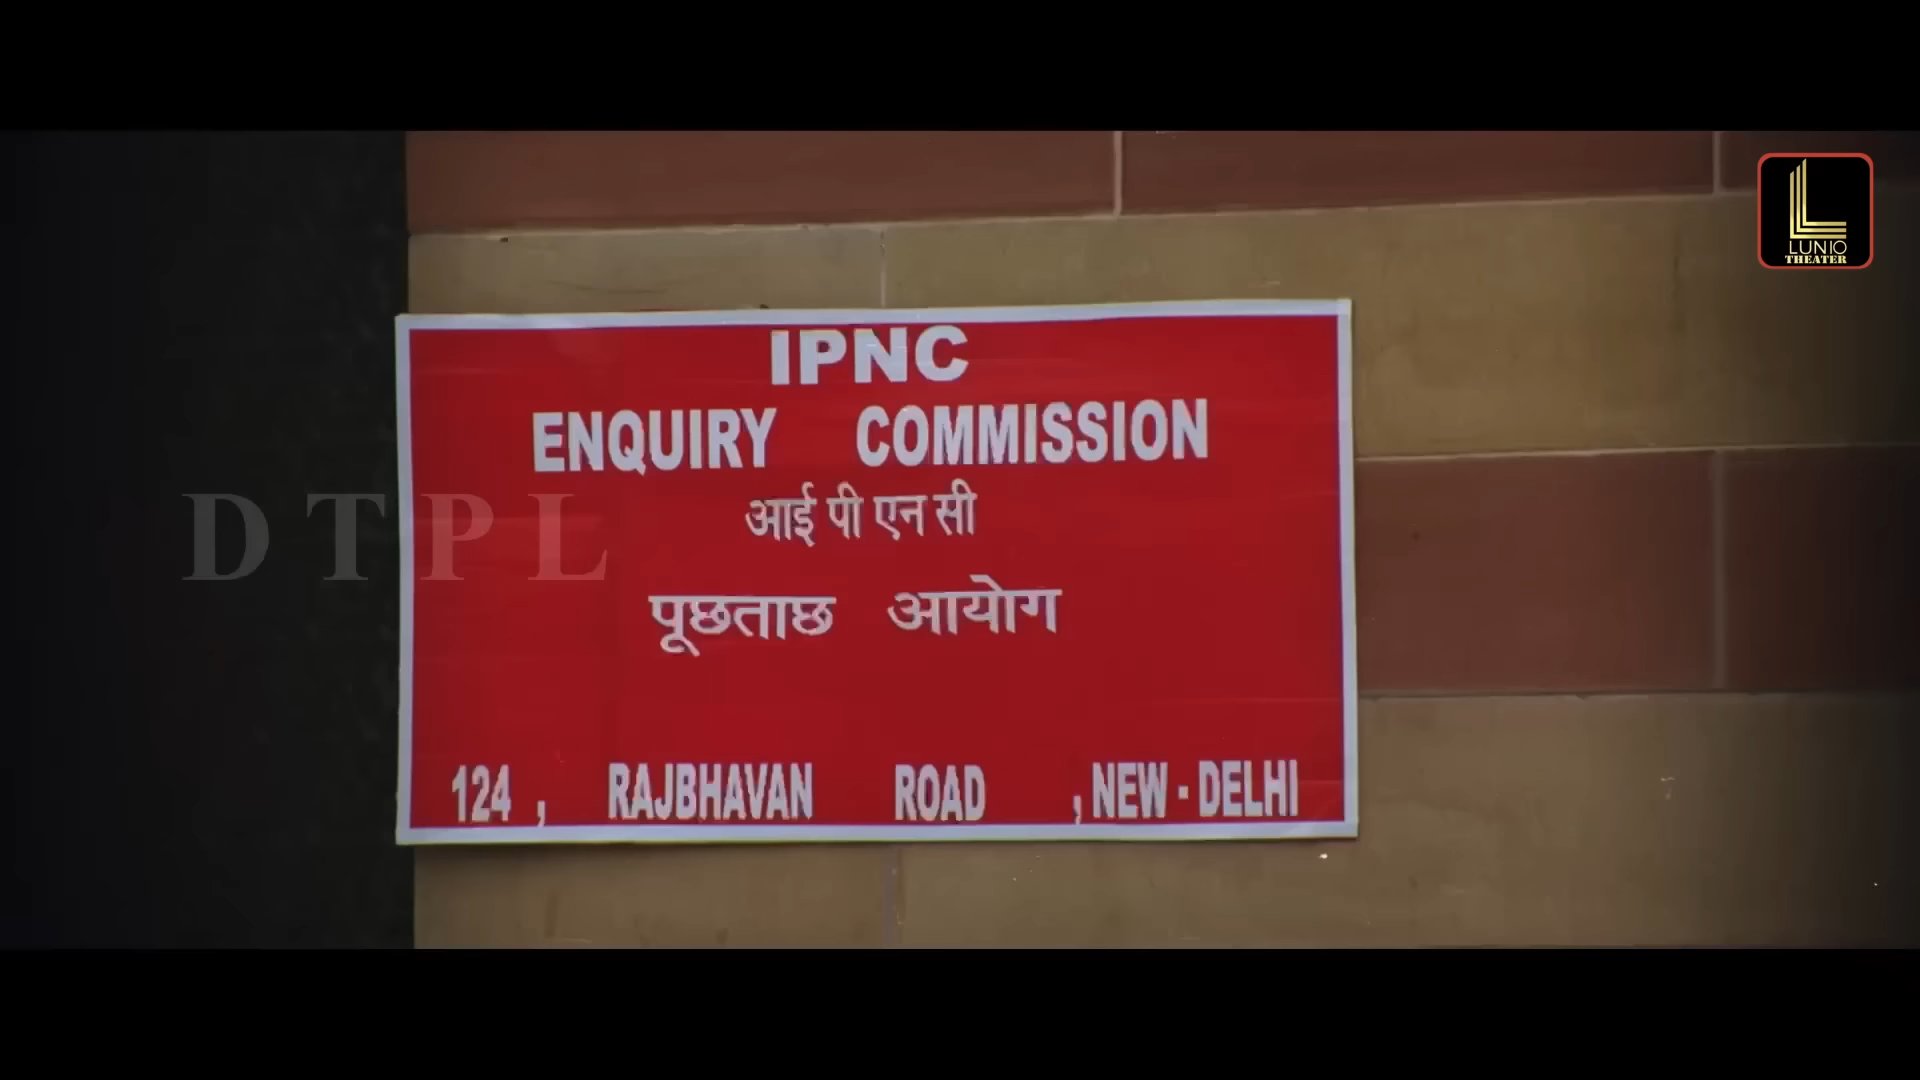 LUNIO
THEATER
IPNC
ENQUIRY COMMISSION
आई पी एन सी
पूछताछ आयोग
DTPL
124 , RAJBHAVAN ROAD , NEW - DELHI